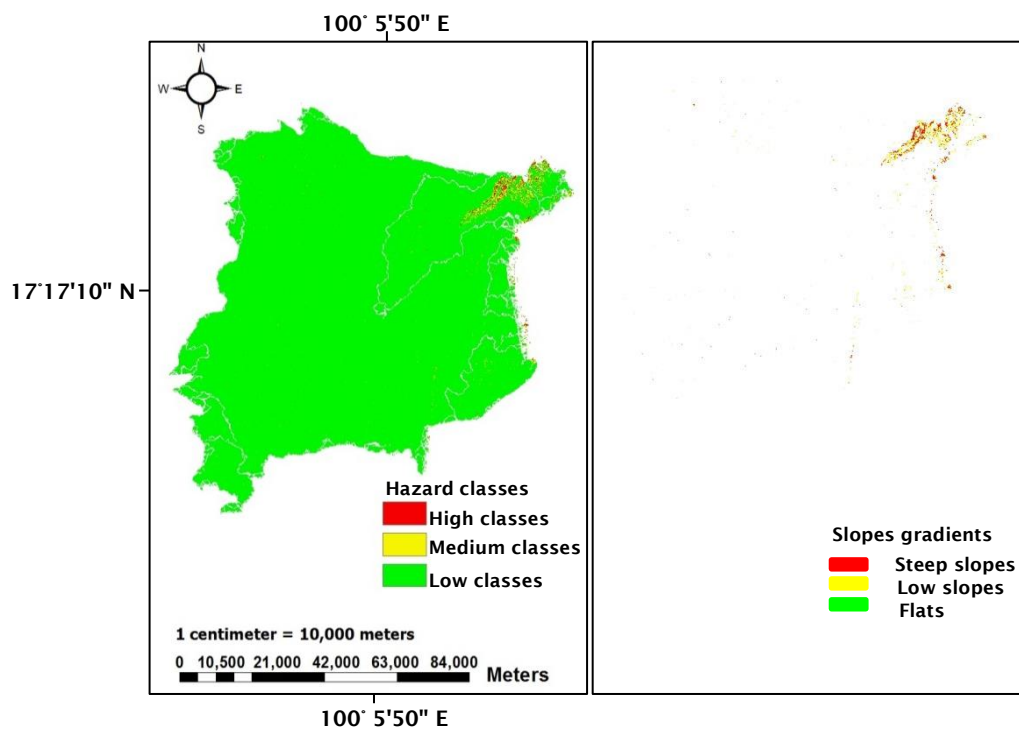 100° 5'50" E
N
W E
S
17°17'10" N
Hazard classes
High classes
Medium classes
Low classes
1 centimeter = 10,000 meters
0 10,500 21,000 42,000 63,000 84,000
Meters
100° 5'50" E
Slopes gradients
Steep slopes
Low slopes
Flats